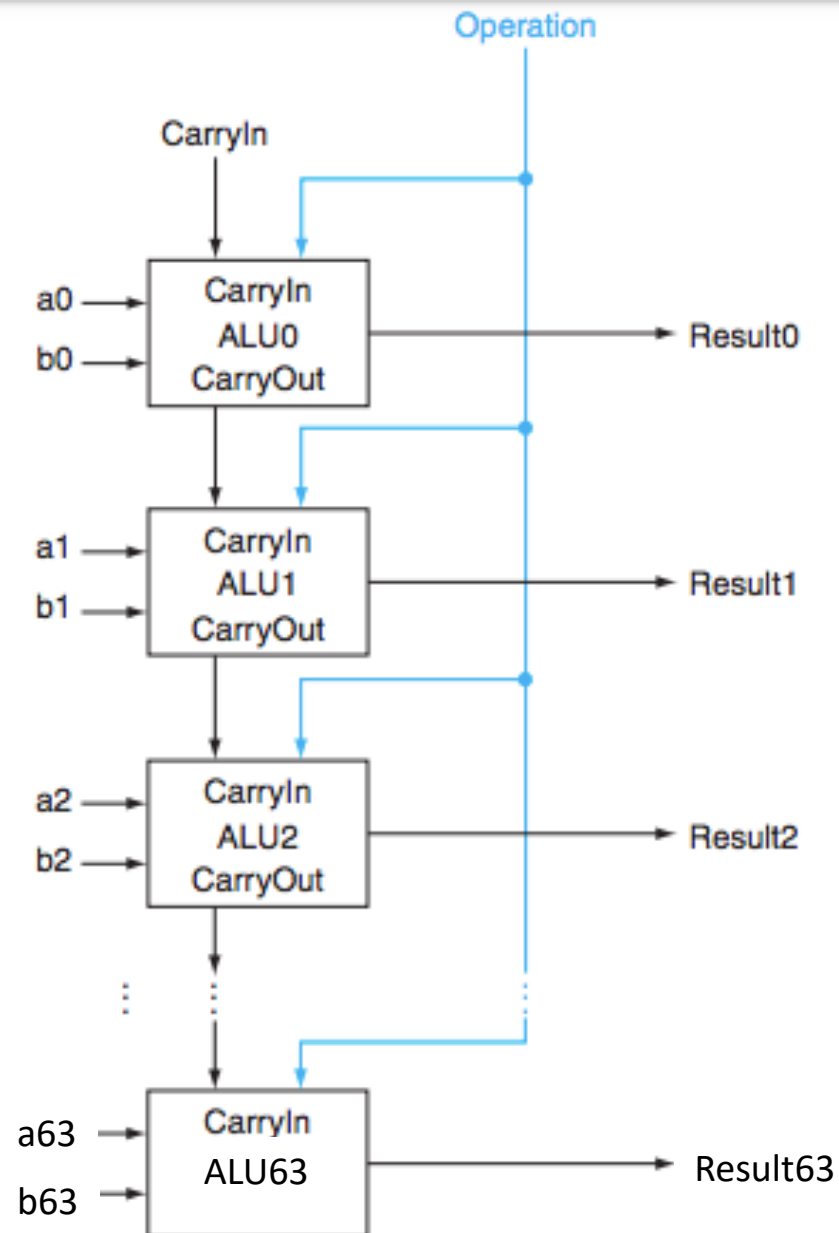 Operation
CarryIn
a0
b0
CarryIn
ALU0
CarryOut
Result0
a1
b1
CarryIn
ALU1
CarryOut
Result1
a2
b2
CarryIn
ALU2
CarryOut
Result2
a63
b63
CarryIn
ALU63
Result63